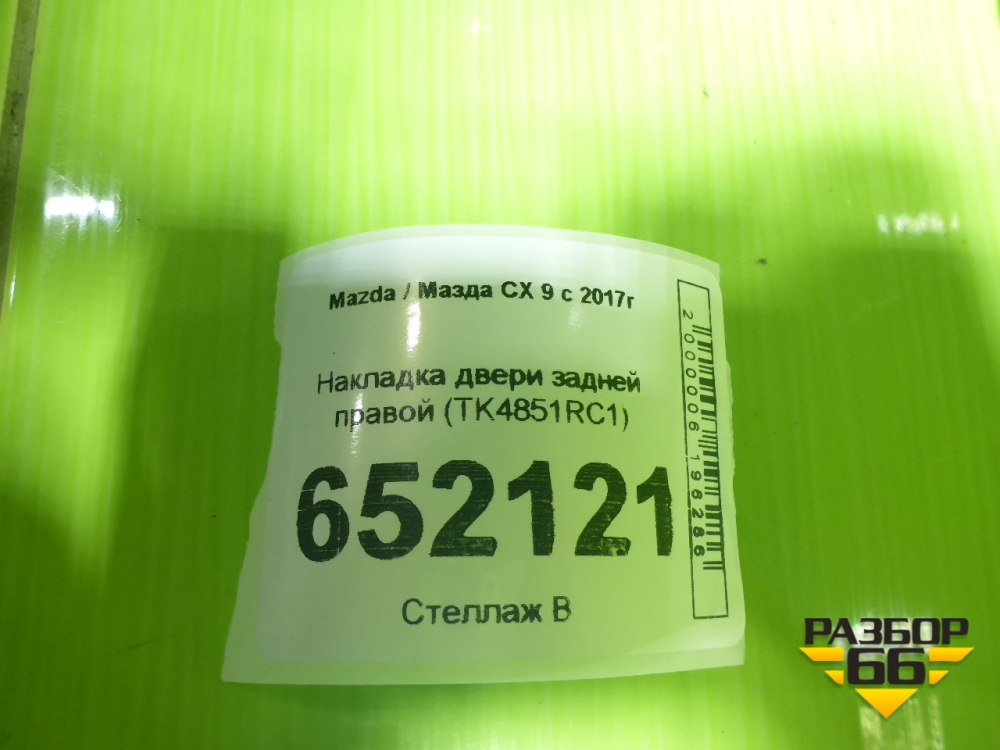 Mazda / Мазда CX 9 с 2017г
Накладка двери задней
правой (TK4851RC1)
652121
Стеллаж В
2000006196286
РАЗБОР
66